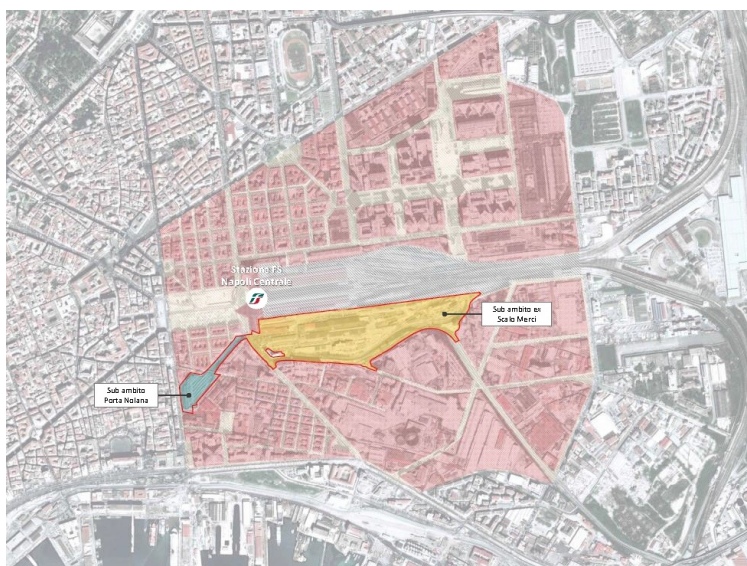 Stazione FS
Napoli Centrale
Sub ambito ex
Scalo Merci
Sub ambito
Porta Nolana